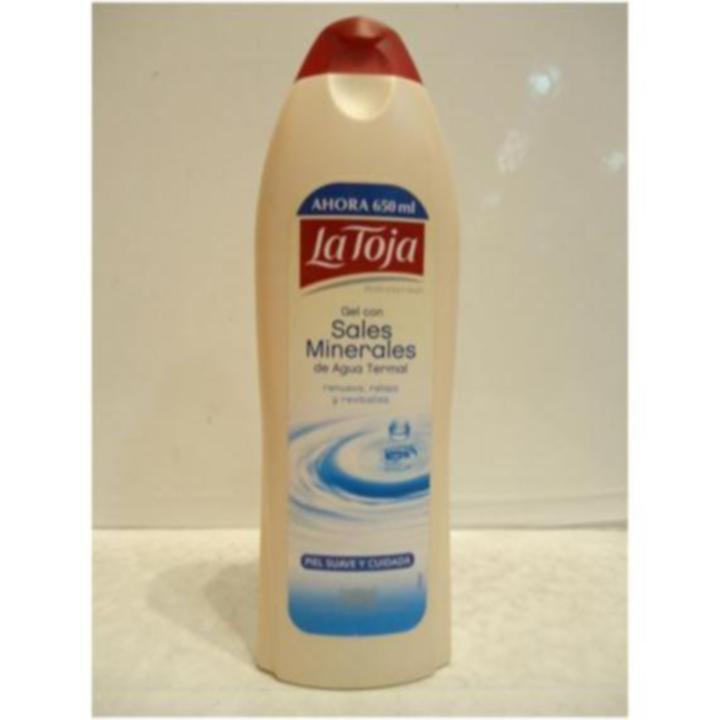 AHORA 650 ml
La Toja
Gel con
Sales
Minerales
de Agua Termal
renueva, relaja
y revitaliza
PIEL SUAVE Y CUIDADA